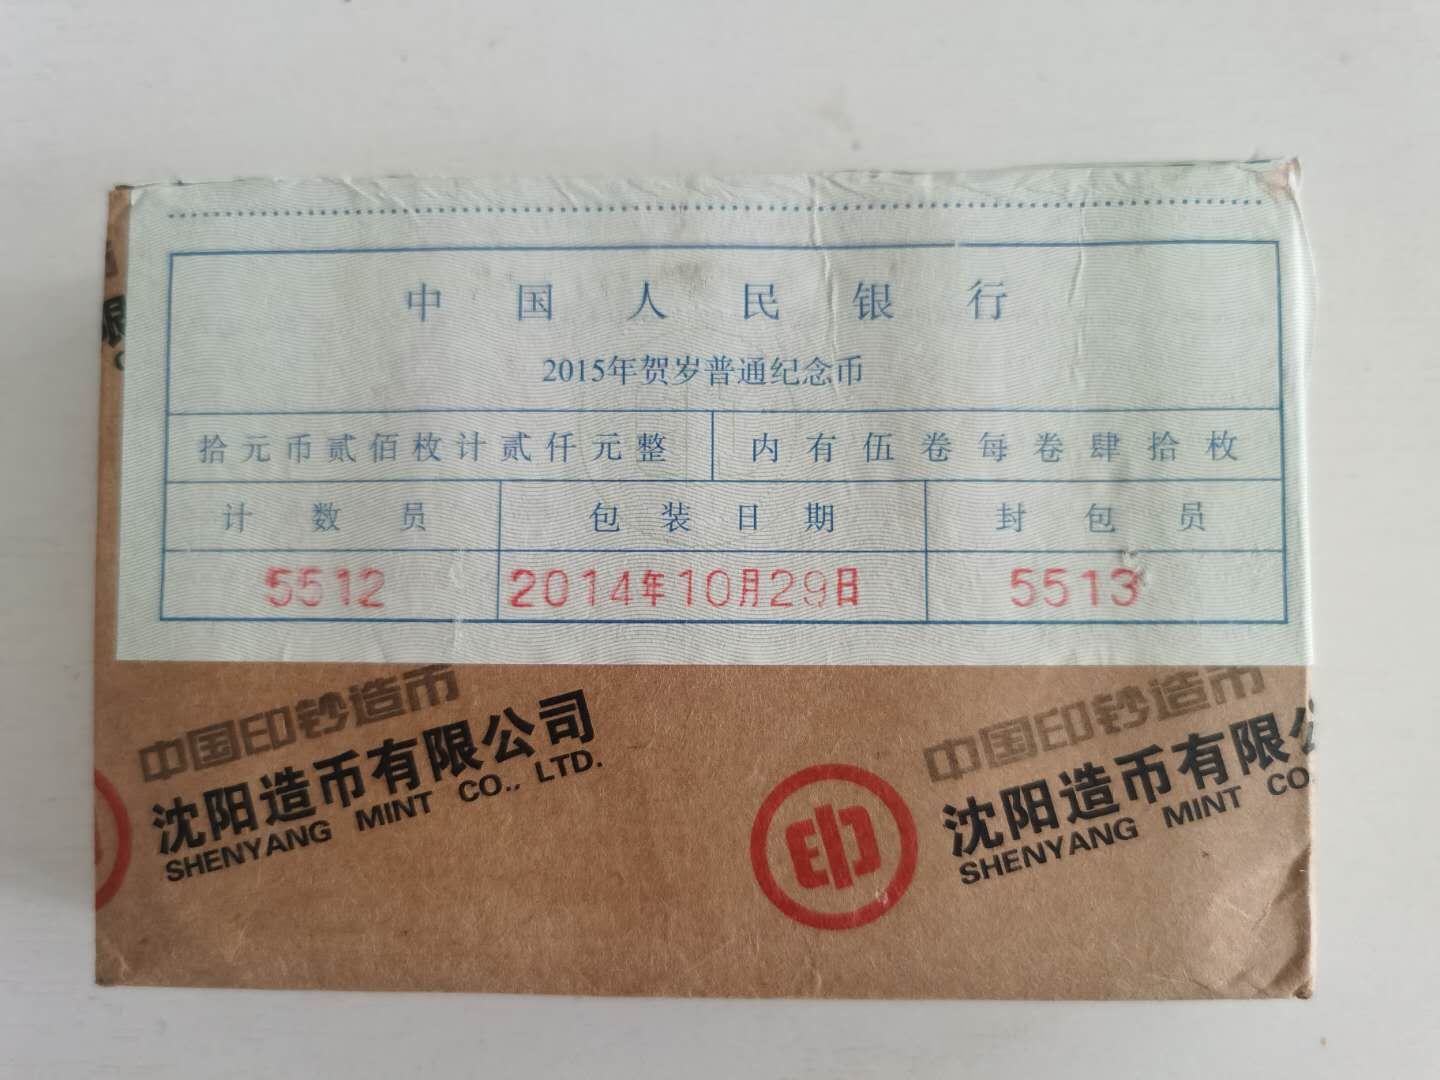 中国人民银行
2015年贺岁普通纪念币
拾元币贰佰枚计贰仟元整 内有伍卷每卷肆拾枚
计数员 包装日期 封包员
5512 2014年10月29日 5513
中国印钞造币
沈阳造币有限公司
SHENYANG MINT CO., LTD.
印
中国印钞造币
沈阳造币有限公
SHENYANG MINT CO